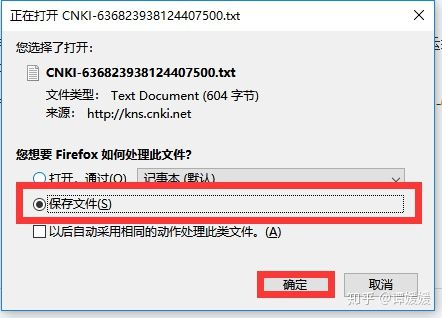 正在打开 CNKI-636823938124407500.txt
您选择了打开:
CNKI-636823938124407500.txt
文件类型: Text Document (604 字节)
来源: http://kns.cnki.net
您想要 Firefox 如何处理此文件?
打开，通过(O) 记事本 (默认)
保存文件(S)
以后自动采用相同的动作处理此类文件。(A)
确定 取消
知乎 @谭媛媛